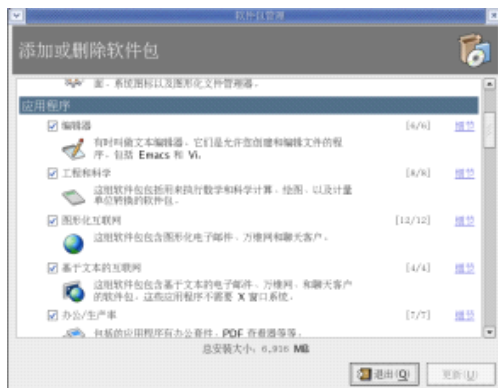 软件包管理
添加或删除软件包
面、系统图标以及图形化文件管理器。
应用程序
编辑器 [6/6] 细节
有时叫做文本编辑器，它们是允许您创建和编辑文件的程
序。包括 Emacs 和 Vi。
工程和科学 [8/8] 细节
这组软件包包括用来执行数学和科学计算、绘图、以及计量
单位转换的软件包。
图形化互联网 [12/12] 细节
这组软件包包含图形化电子邮件、万维网和聊天客户。
基于文本的互联网 [4/4] 细节
这组软件包包含基于文本的电子邮件、万维网、和聊天客户
的软件包。这些应用程序不需要 X 窗口系统。
办公/生产率 [7/7] 细节
包括的应用程序有办公套件、PDF 查看器等等。
总安装大小：6,916 MB
退出(Q) 更新(U)